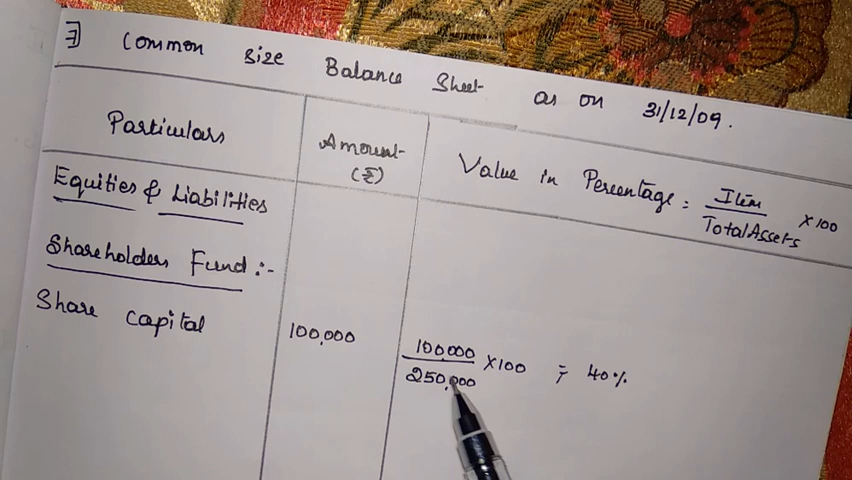 Common Size Balance Sheet as on 31/12/09.
Particulars
Amount (₹)
Value in Percentage = Item / Total Assets × 100
Equities & Liabilities
Shareholders Fund :-
Share capital 100,000 100,000 / 250,000 ×100 = 40%